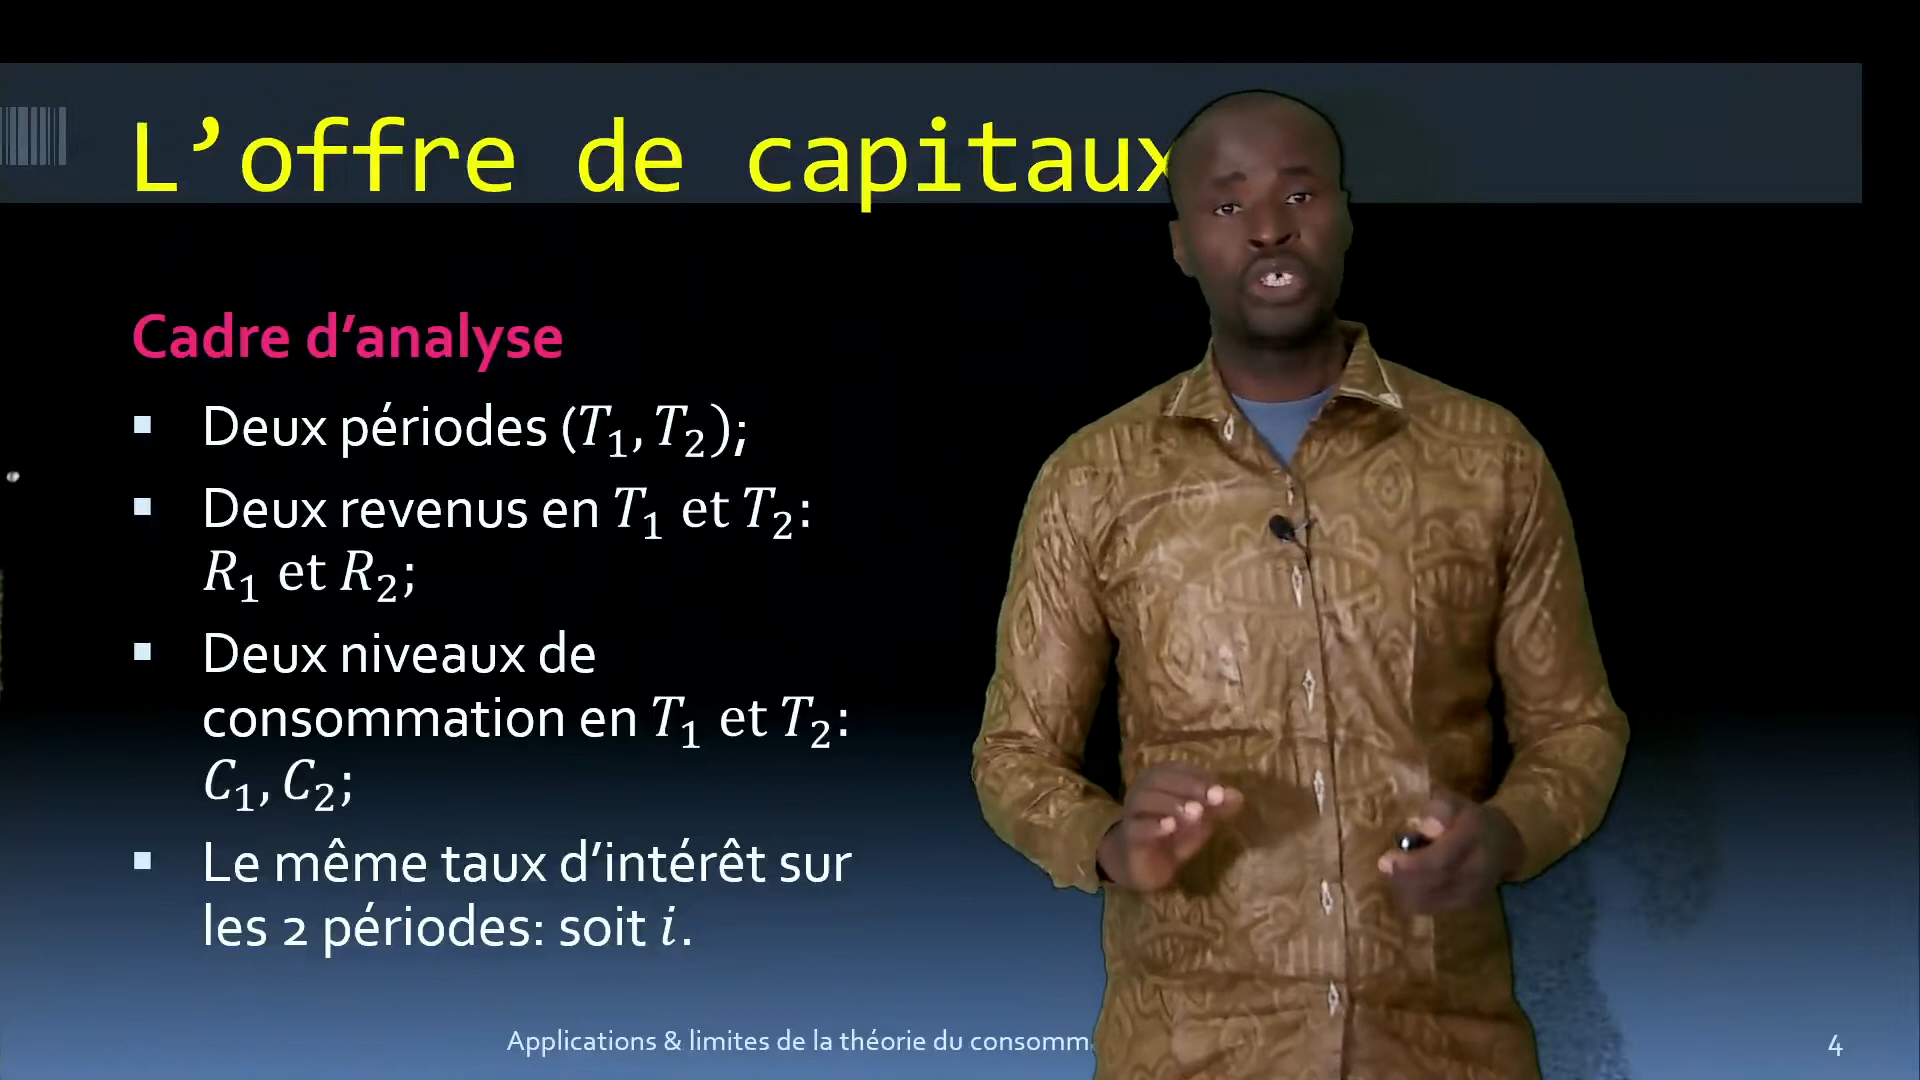 L’offre de capitaux
Cadre d’analyse
▪ Deux périodes (T₁, T₂);
▪ Deux revenus en T₁ et T₂:
R₁ et R₂;
▪ Deux niveaux de
consommation en T₁ et T₂:
C₁, C₂;
▪ Le même taux d’intérêt sur
les 2 périodes: soit i.
Applications & limites de la théorie du consomm
4